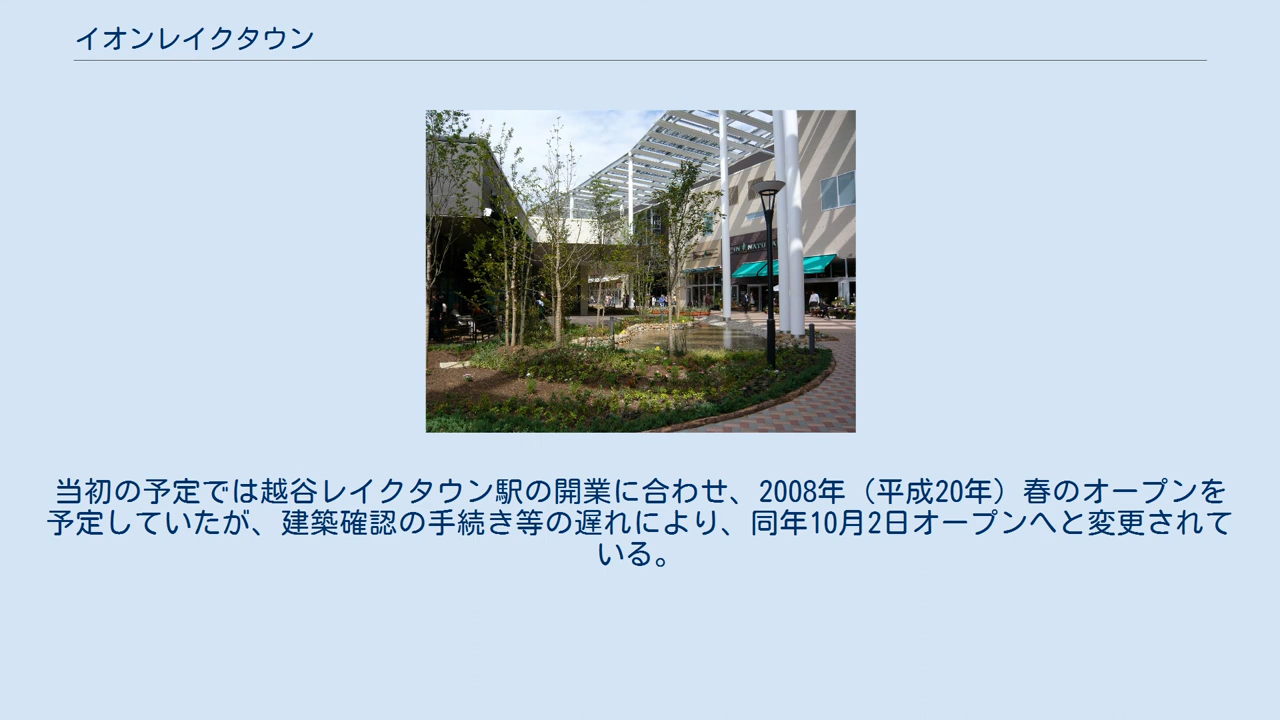 イオンレイクタウン
当初の予定では越谷レイクタウン駅の開業に合わせ、2008年（平成20年）春のオープンを
予定していたが、建築確認の手続き等の遅れにより、同年10月2日オープンへと変更されて
いる。